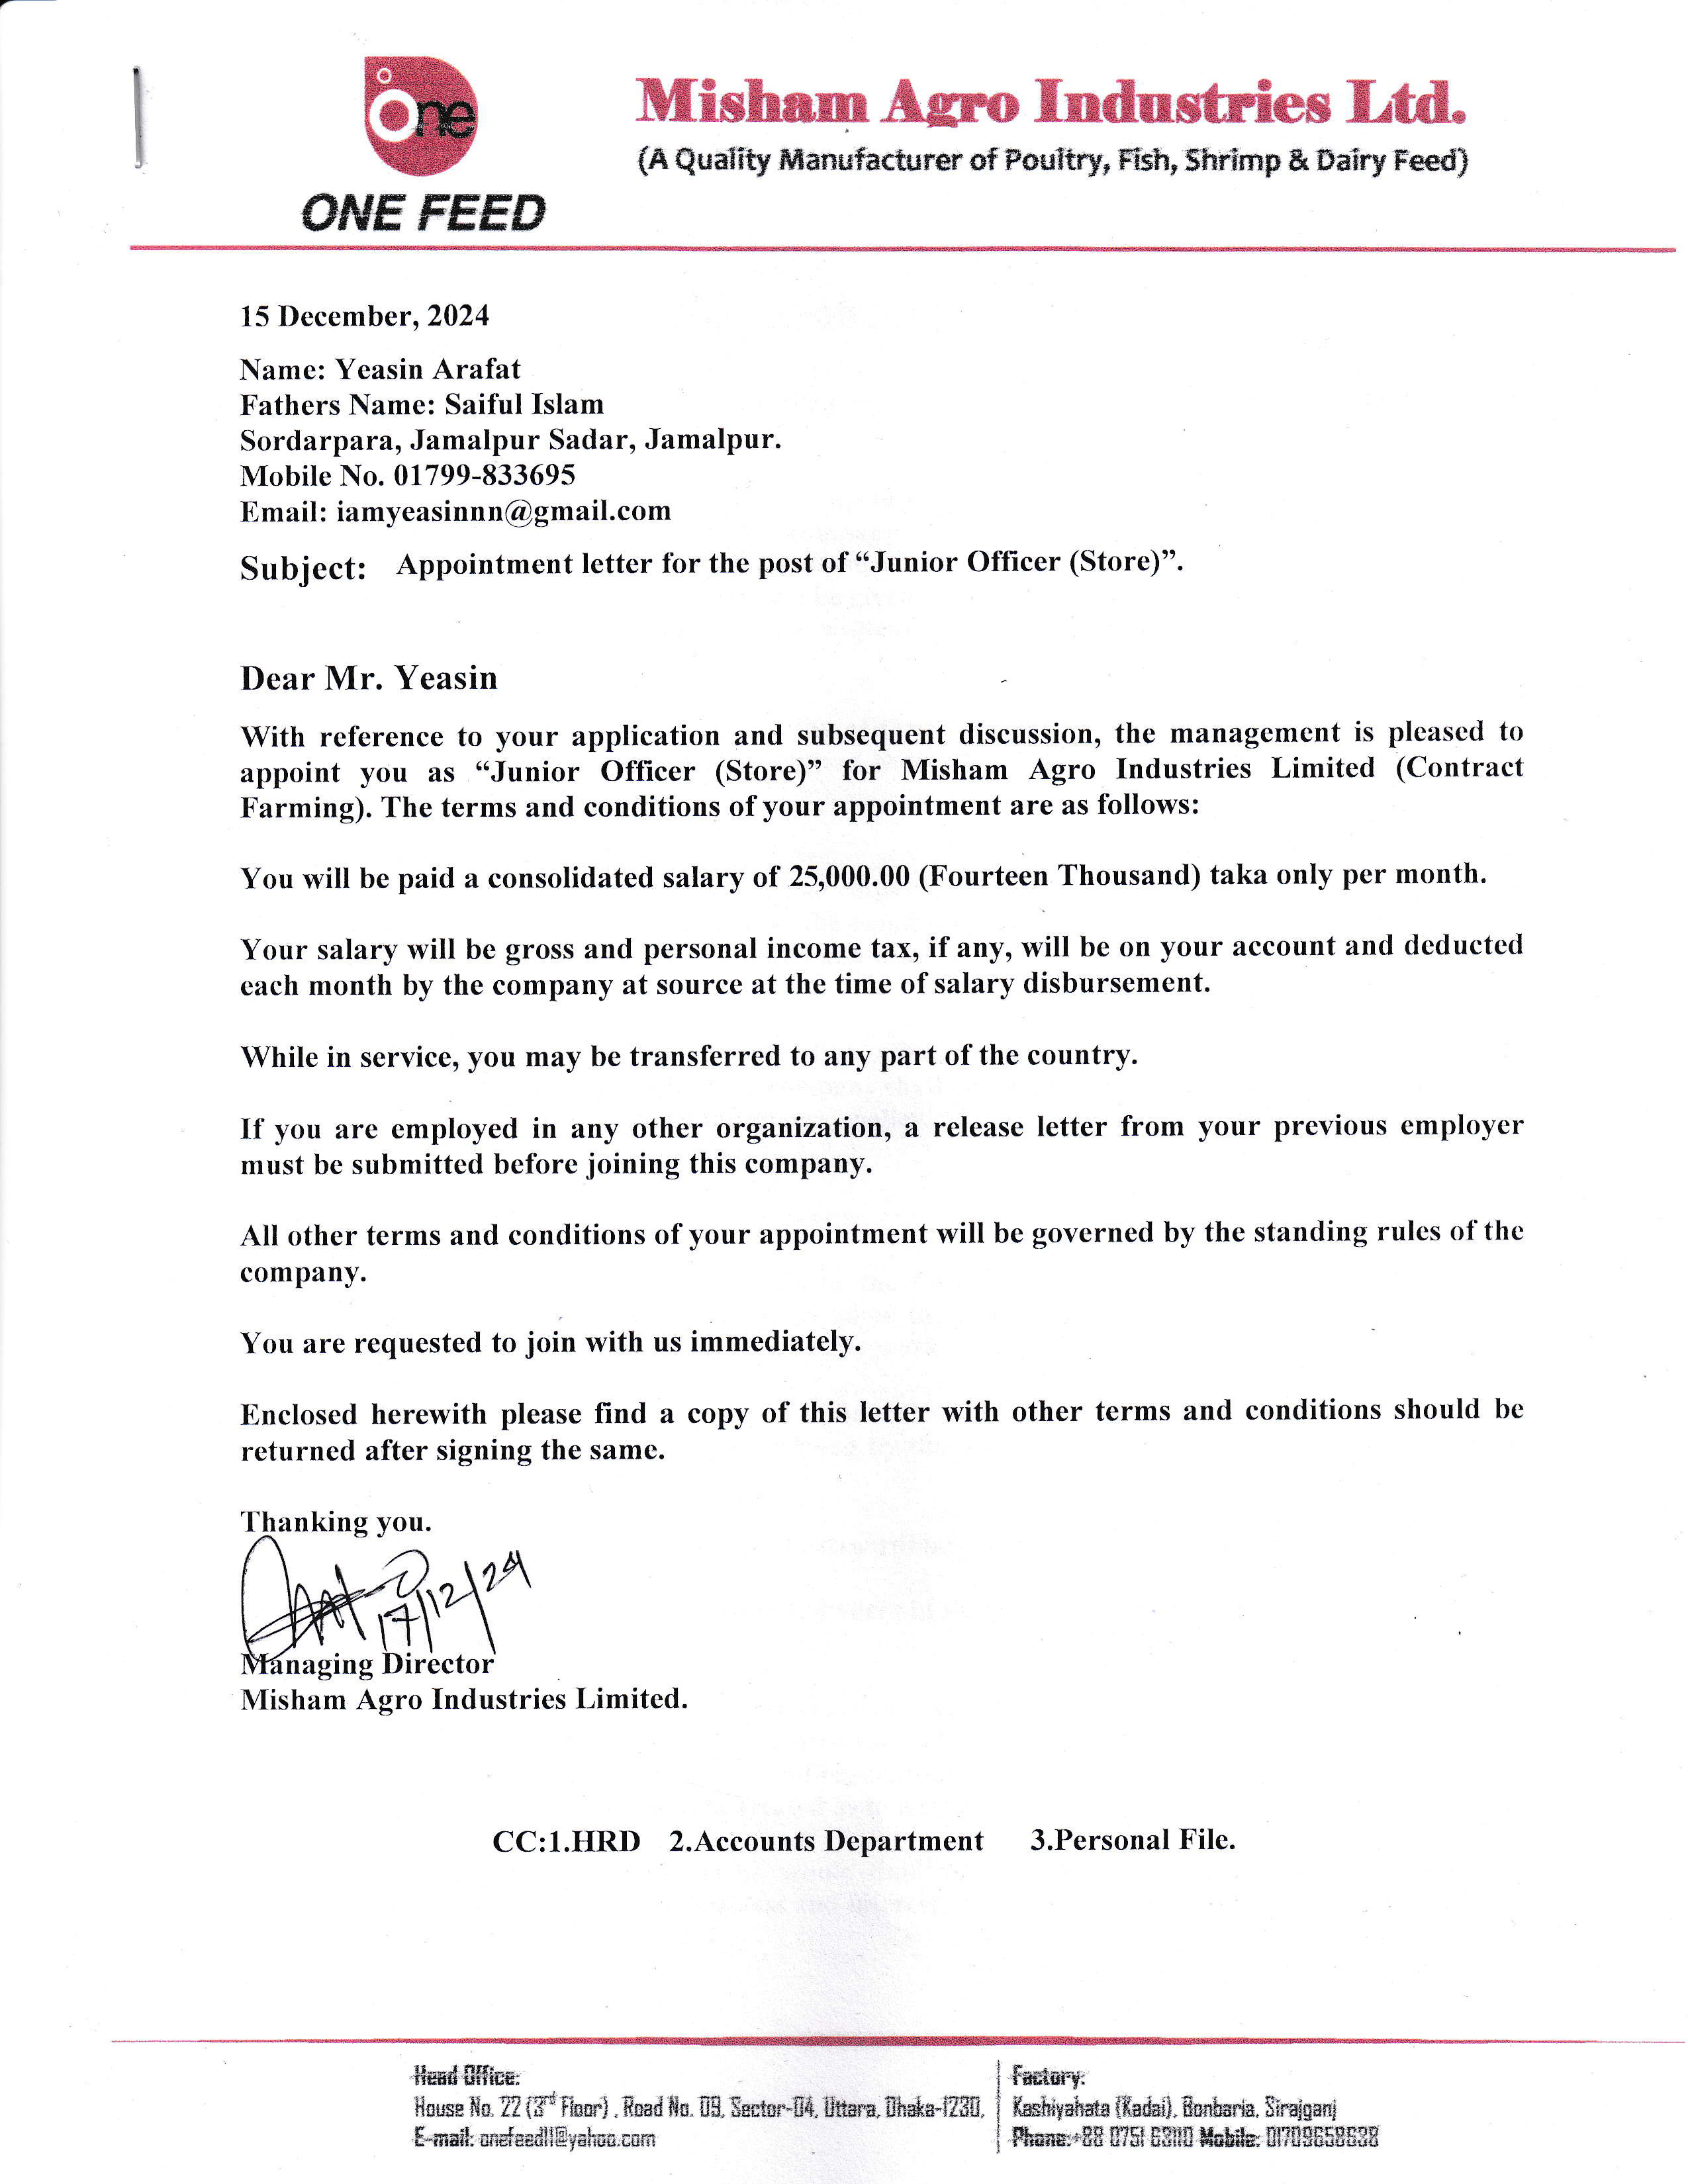 One
ONE FEED
Misham Agro Industries Ltd.
(A Quality Manufacturer of Poultry, Fish, Shrimp & Dairy Feed)
15 December, 2024
Name: Yeasin Arafat
Fathers Name: Saiful Islam
Sordarpara, Jamalpur Sadar, Jamalpur.
Mobile No. 01799-833695
Email: iamyeasinnn@gmail.com
Subject: Appointment letter for the post of “Junior Officer (Store)”.
Dear Mr. Yeasin
With reference to your application and subsequent discussion, the management is pleased to
appoint you as “Junior Officer (Store)” for Misham Agro Industries Limited (Contract
Farming). The terms and conditions of your appointment are as follows:
You will be paid a consolidated salary of 25,000.00 (Fourteen Thousand) taka only per month.
Your salary will be gross and personal income tax, if any, will be on your account and deducted
each month by the company at source at the time of salary disbursement.
While in service, you may be transferred to any part of the country.
If you are employed in any other organization, a release letter from your previous employer
must be submitted before joining this company.
All other terms and conditions of your appointment will be governed by the standing rules of the
company.
You are requested to join with us immediately.
Enclosed herewith please find a copy of this letter with other terms and conditions should be
returned after signing the same.
Thanking you.
17/12/24
Managing Director
Misham Agro Industries Limited.
CC:1.HRD 2.Accounts Department 3.Personal File.
Head Office:
House No. 22 (3rd Floor) , Road No. 09, Sector-04, Uttara, Dhaka-1230,
E-mail: onefeed11@yahoo.com
Factory:
Kashiyahata (Kadai), Bonbaria, Sirajganj
Phone:+88 0751 63110 Mobile: 01709658638